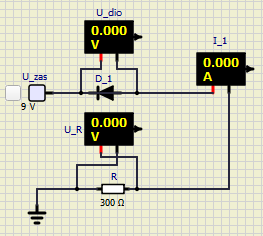 U_dio
0.000
V
I_1
0.000
A
U_zas
D_1
9 V
U_R
0.000
V
R
300 Ω